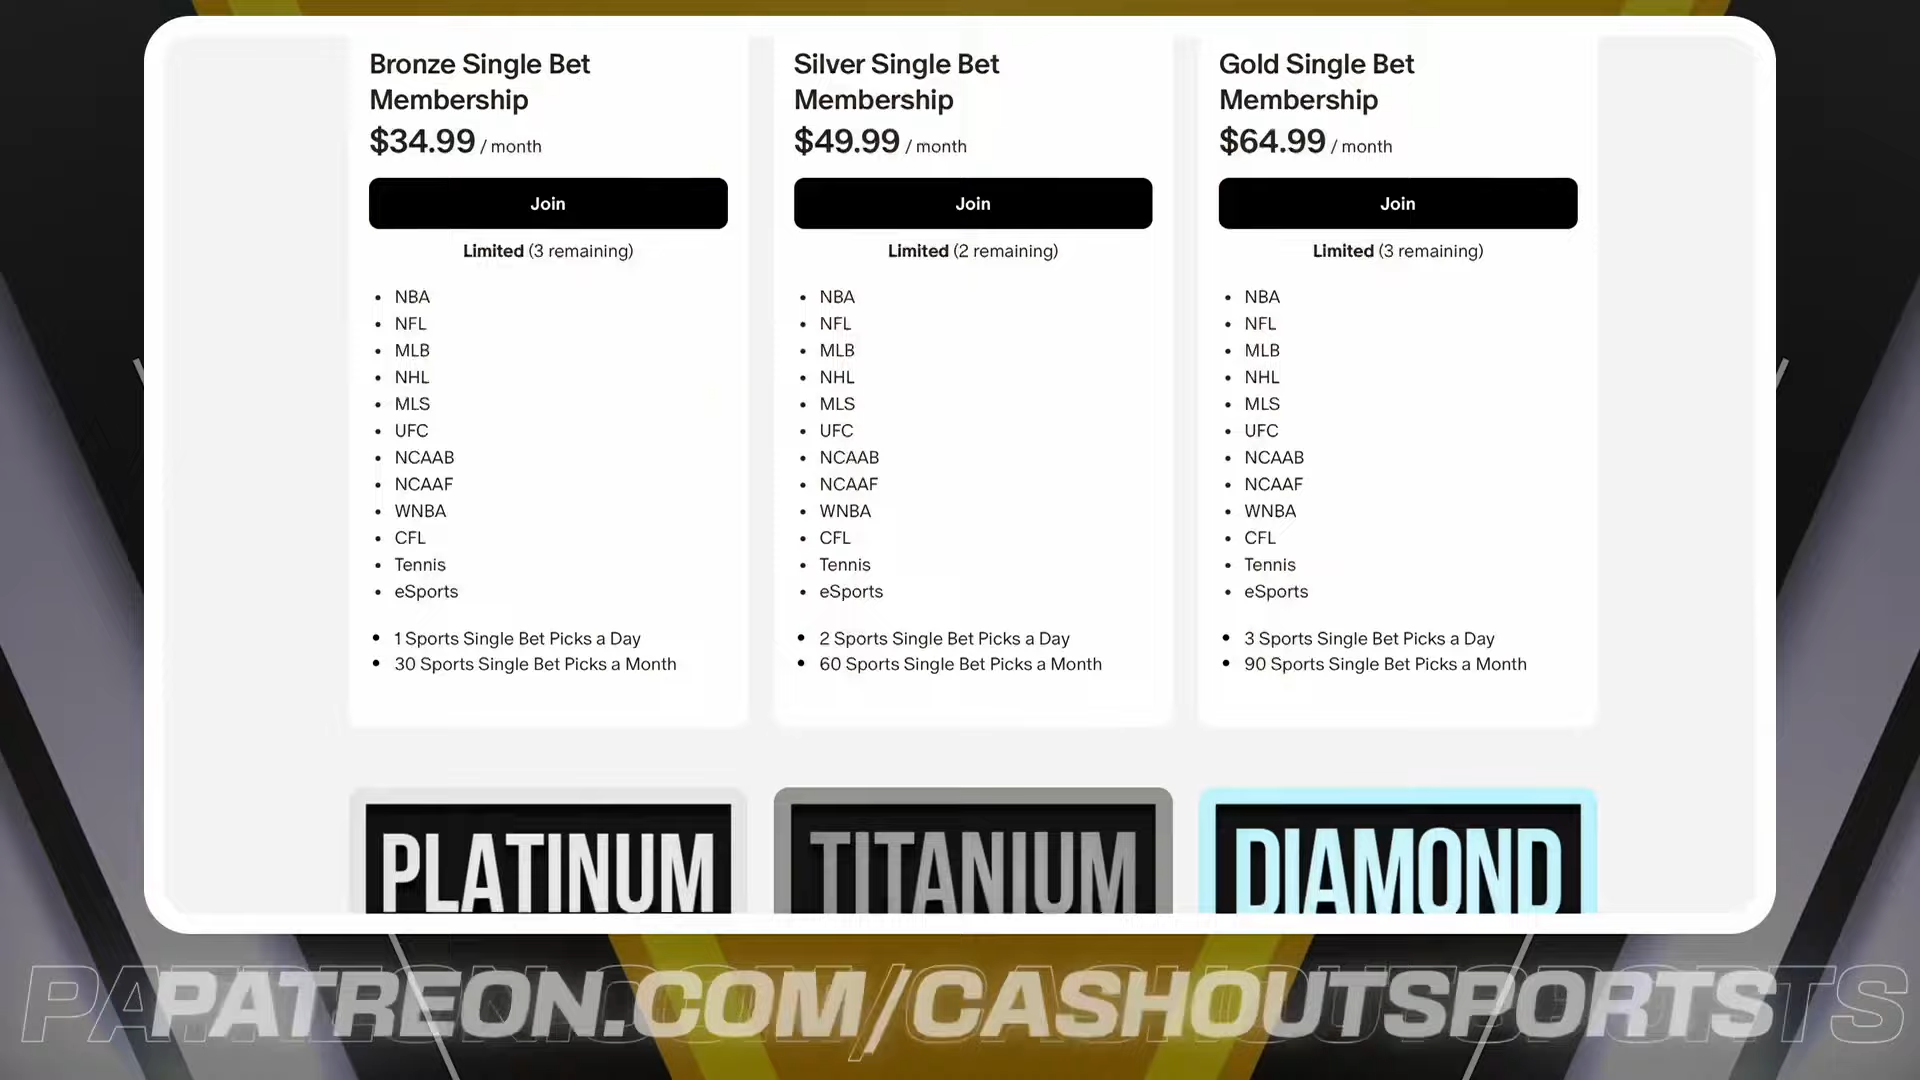 Bronze Single Bet
Membership
$34.99 / month
Join
Limited (3 remaining)
• NBA
• NFL
• MLB
• NHL
• MLS
• UFC
• NCAAB
• NCAAF
• WNBA
• CFL
• Tennis
• eSports
• 1 Sports Single Bet Picks a Day
• 30 Sports Single Bet Picks a Month
Silver Single Bet
Membership
$49.99 / month
Join
Limited (2 remaining)
• NBA
• NFL
• MLB
• NHL
• MLS
• UFC
• NCAAB
• NCAAF
• WNBA
• CFL
• Tennis
• eSports
• 2 Sports Single Bet Picks a Day
• 60 Sports Single Bet Picks a Month
Gold Single Bet
Membership
$64.99 / month
Join
Limited (3 remaining)
• NBA
• NFL
• MLB
• NHL
• MLS
• UFC
• NCAAB
• NCAAF
• WNBA
• CFL
• Tennis
• eSports
• 3 Sports Single Bet Picks a Day
• 90 Sports Single Bet Picks a Month
PLATINUM
TITANIUM
DIAMOND
PATREON.COM/CASHOUTSPORTS